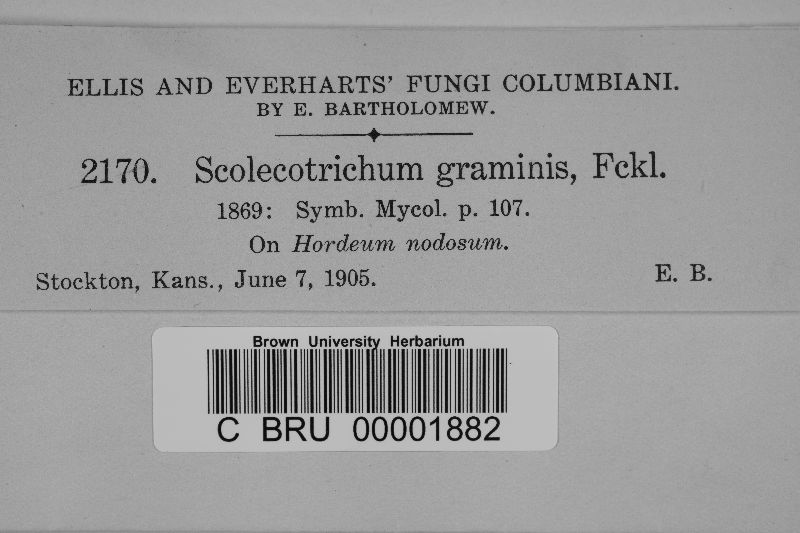 ELLIS AND EVERHARTS' FUNGI COLUMBIANI.
BY E. BARTHOLOMEW.
2170. Scolecotrichum graminis, Fckl.
1869: Symb. Mycol. p. 107.
On Hordeum nodosum.
Stockton, Kans., June 7, 1905. E. B.
Brown University Herbarium
C BRU 00001882